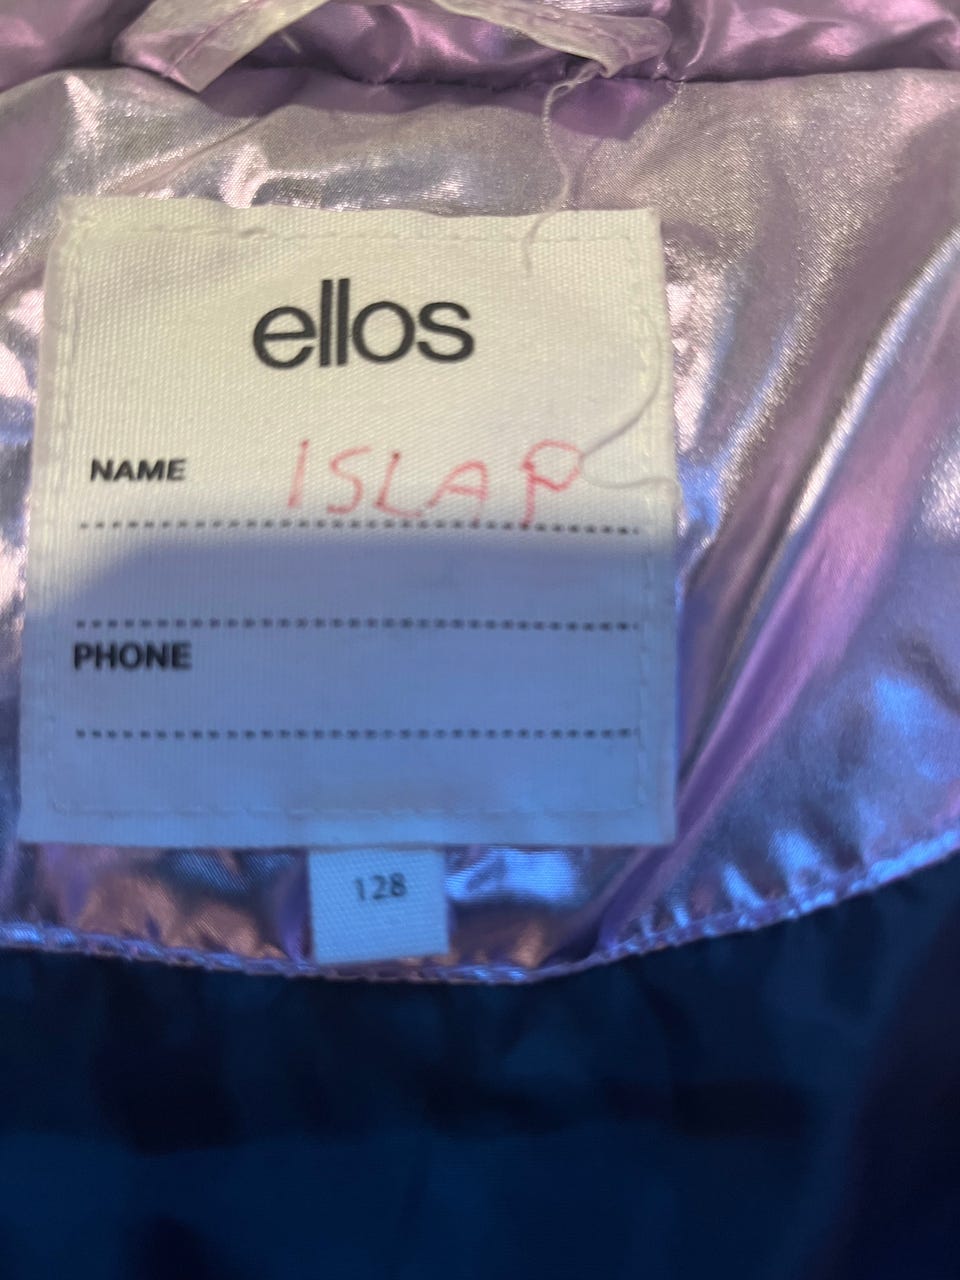 ellos
NAME ISLA P
PHONE
128